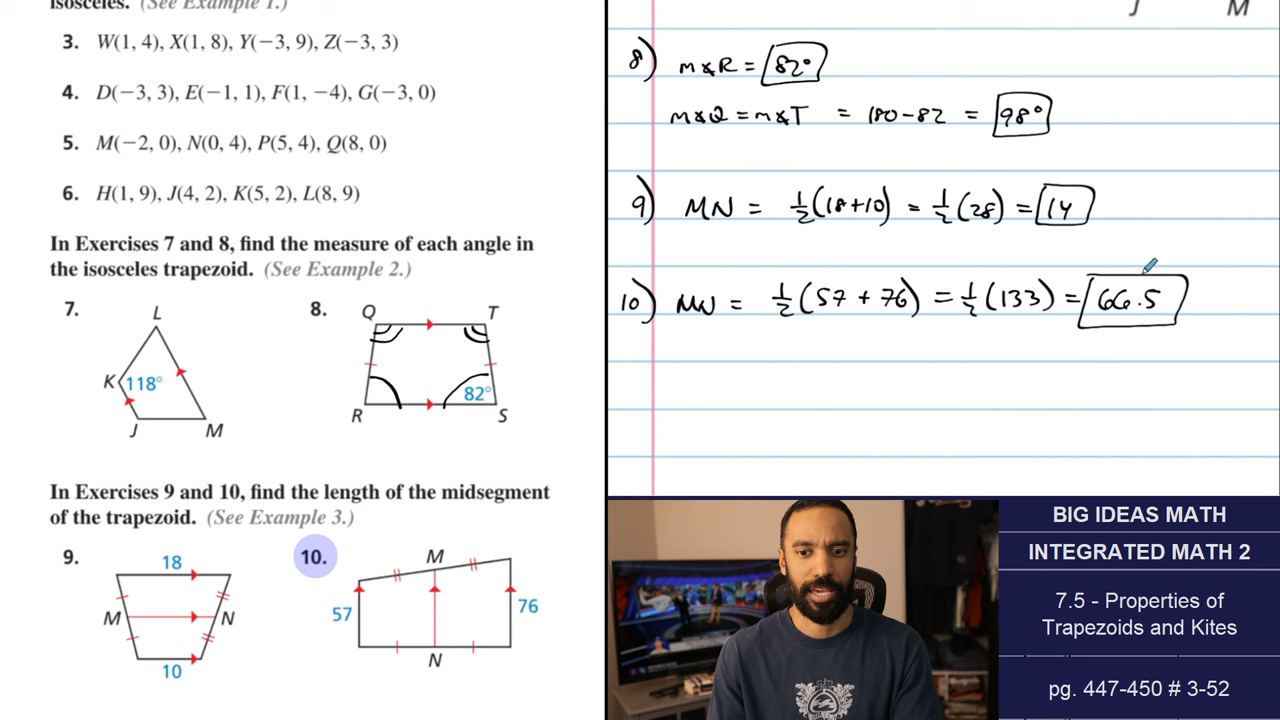 isosceles. (See Example 1.)
3. W(1, 4), X(1, 8), Y(−3, 9), Z(−3, 3)
4. D(−3, 3), E(−1, 1), F(1, −4), G(−3, 0)
5. M(−2, 0), N(0, 4), P(5, 4), Q(8, 0)
6. H(1, 9), J(4, 2), K(5, 2), L(8, 9)
In Exercises 7 and 8, find the measure of each angle in
the isosceles trapezoid. (See Example 2.)
7.
L
K
118°
J
M
8.
Q
T
82°
R
S
In Exercises 9 and 10, find the length of the midsegment
of the trapezoid. (See Example 3.)
9.
18
M
N
10
10.
M
57
76
N
J
M
8) m∡R = 82°
m∡Q = m∡T = 180 − 82 = 98°
9) MN = 1/2(18+10) = 1/2(28) = 14
10) MN = 1/2(57 + 76) = 1/2(133) = 66.5
BIG IDEAS MATH
INTEGRATED MATH 2
7.5 - Properties of
Trapezoids and Kites
pg. 447-450 # 3-52